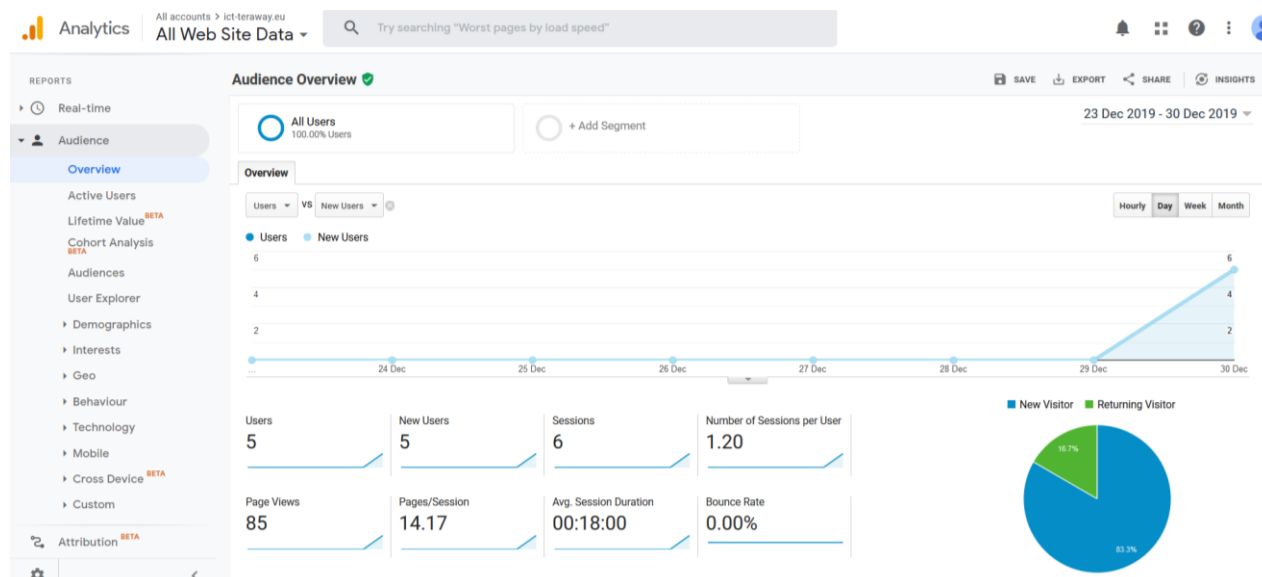 Analytics
All accounts > ict-teraway.eu
All Web Site Data
Try searching "Worst pages by load speed"
REPORTS
Real-time
Audience
Overview
Active Users
Lifetime Value BETA
Cohort Analysis
BETA
Audiences
User Explorer
Demographics
Interests
Geo
Behaviour
Technology
Mobile
Cross Device BETA
Custom
Attribution BETA
Audience Overview
SAVE EXPORT SHARE INSIGHTS
All Users
100.00% Users
+ Add Segment
23 Dec 2019 - 30 Dec 2019
Overview
Users VS New Users
Hourly Day Week Month
Users New Users
6 6
4 4
2 2
... 24 Dec 25 Dec 26 Dec 27 Dec 28 Dec 29 Dec 30 Dec
Users
5
New Users
5
Sessions
6
Number of Sessions per User
1.20
Page Views
85
Pages/Session
14.17
Avg. Session Duration
00:18:00
Bounce Rate
0.00%
New Visitor Returning Visitor
16.7%
83.3%